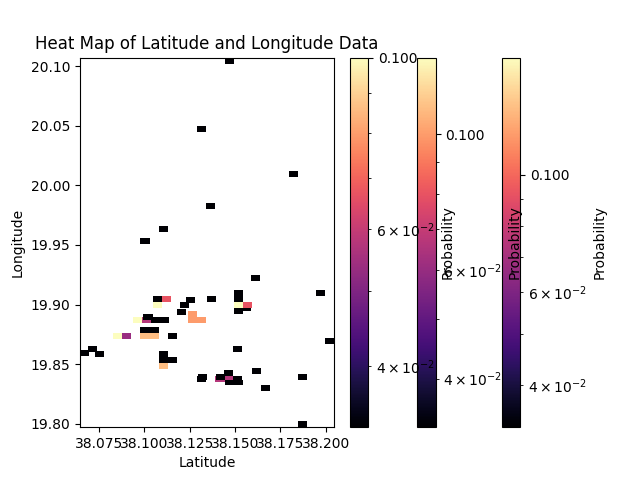 Heat Map of Latitude and Longitude Data
20.10
20.05
20.00
19.95
19.90
19.85
19.80
Longitude
38.075 38.100 38.125 38.150 38.175 38.200
Latitude
0.100
6 × 10⁻²
4 × 10⁻²
Probability
0.100
6 × 10⁻²
4 × 10⁻²
Probability
0.100
6 × 10⁻²
4 × 10⁻²
Probability